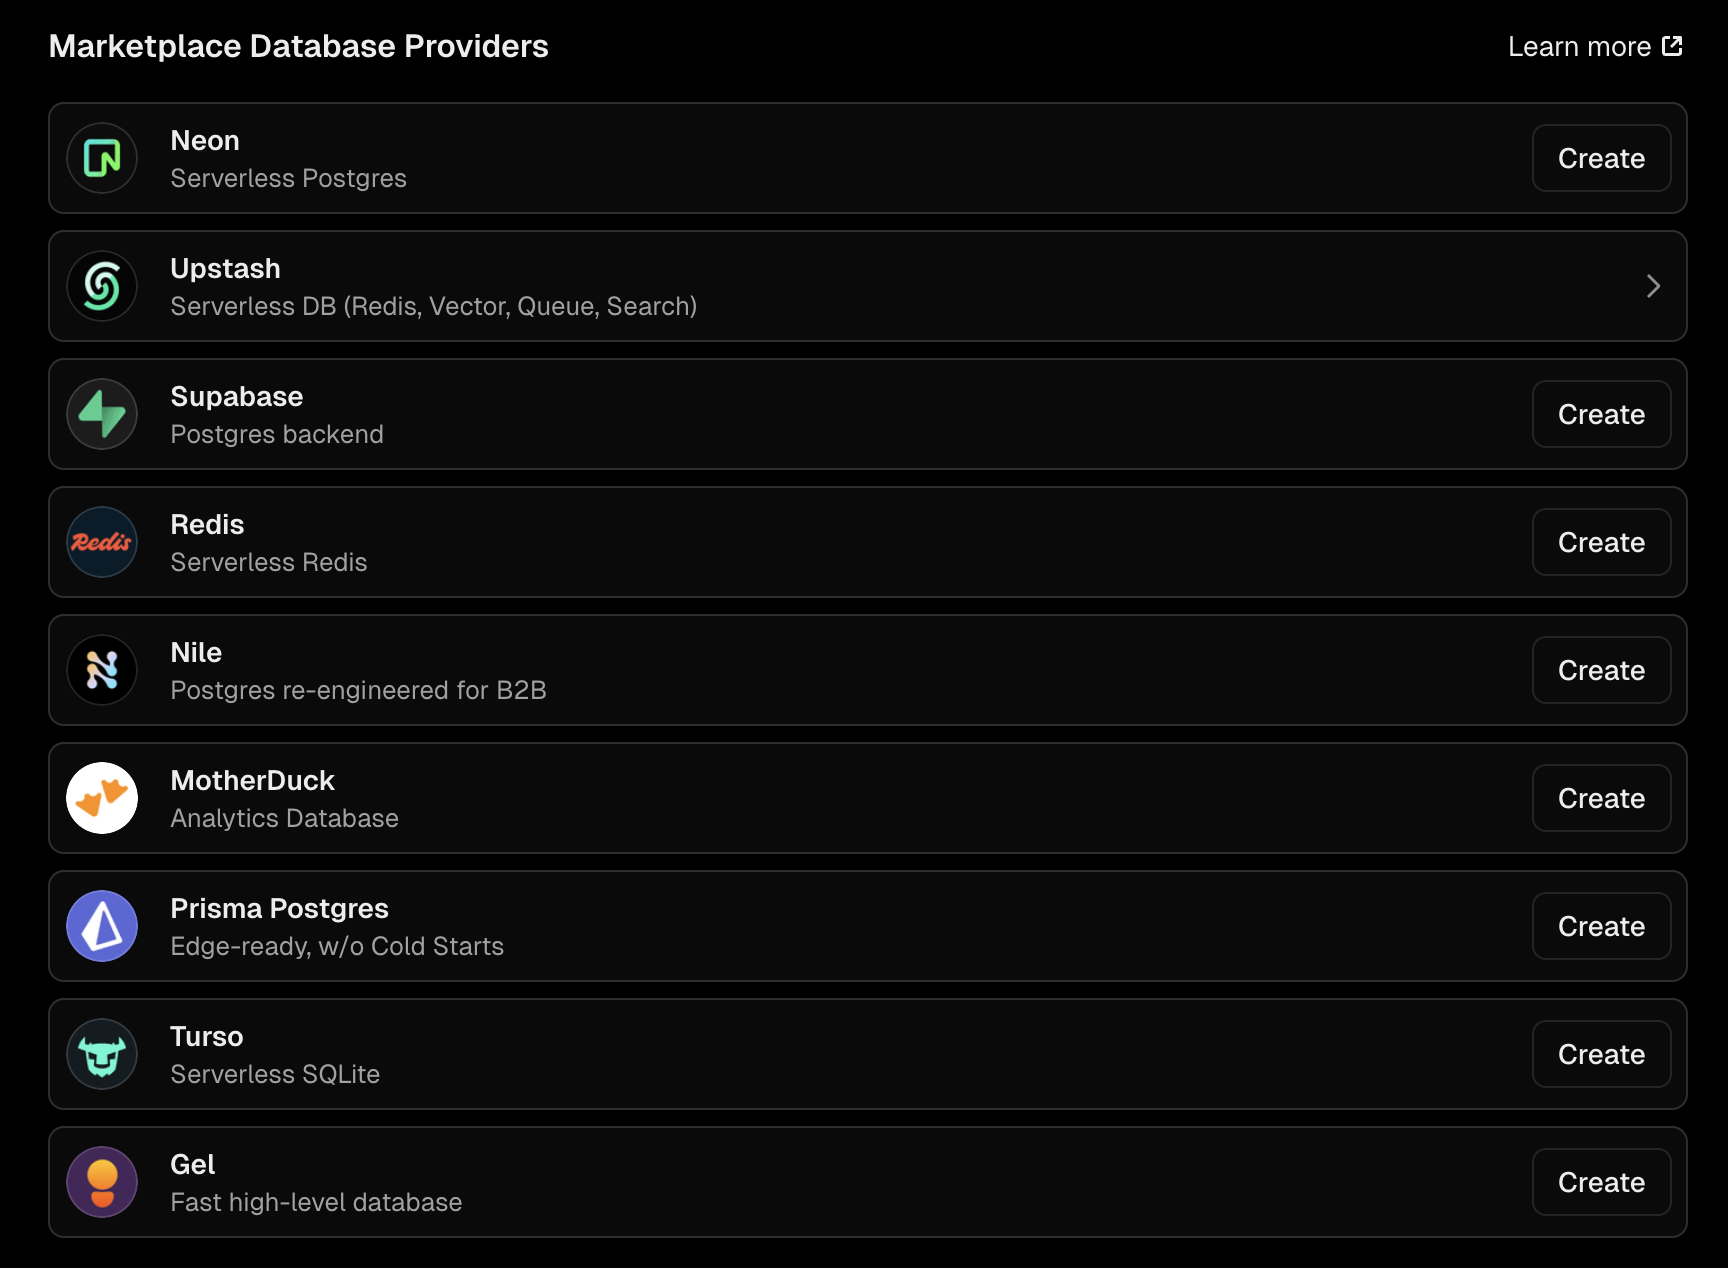 Marketplace Database Providers
Learn more
Neon
Serverless Postgres
Create
Upstash
Serverless DB (Redis, Vector, Queue, Search)
Supabase
Postgres backend
Create
Redis
Redis
Serverless Redis
Create
Nile
Postgres re-engineered for B2B
Create
MotherDuck
Analytics Database
Create
Prisma Postgres
Edge-ready, w/o Cold Starts
Create
Turso
Serverless SQLite
Create
Gel
Fast high-level database
Create